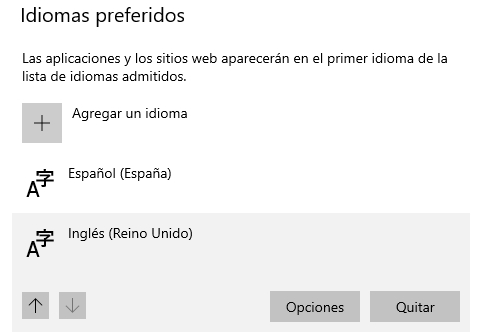 Idiomas preferidos
Las aplicaciones y los sitios web aparecerán en el primer idioma de la
lista de idiomas admitidos.
Agregar un idioma
Español (España)
Inglés (Reino Unido)
Opciones
Quitar